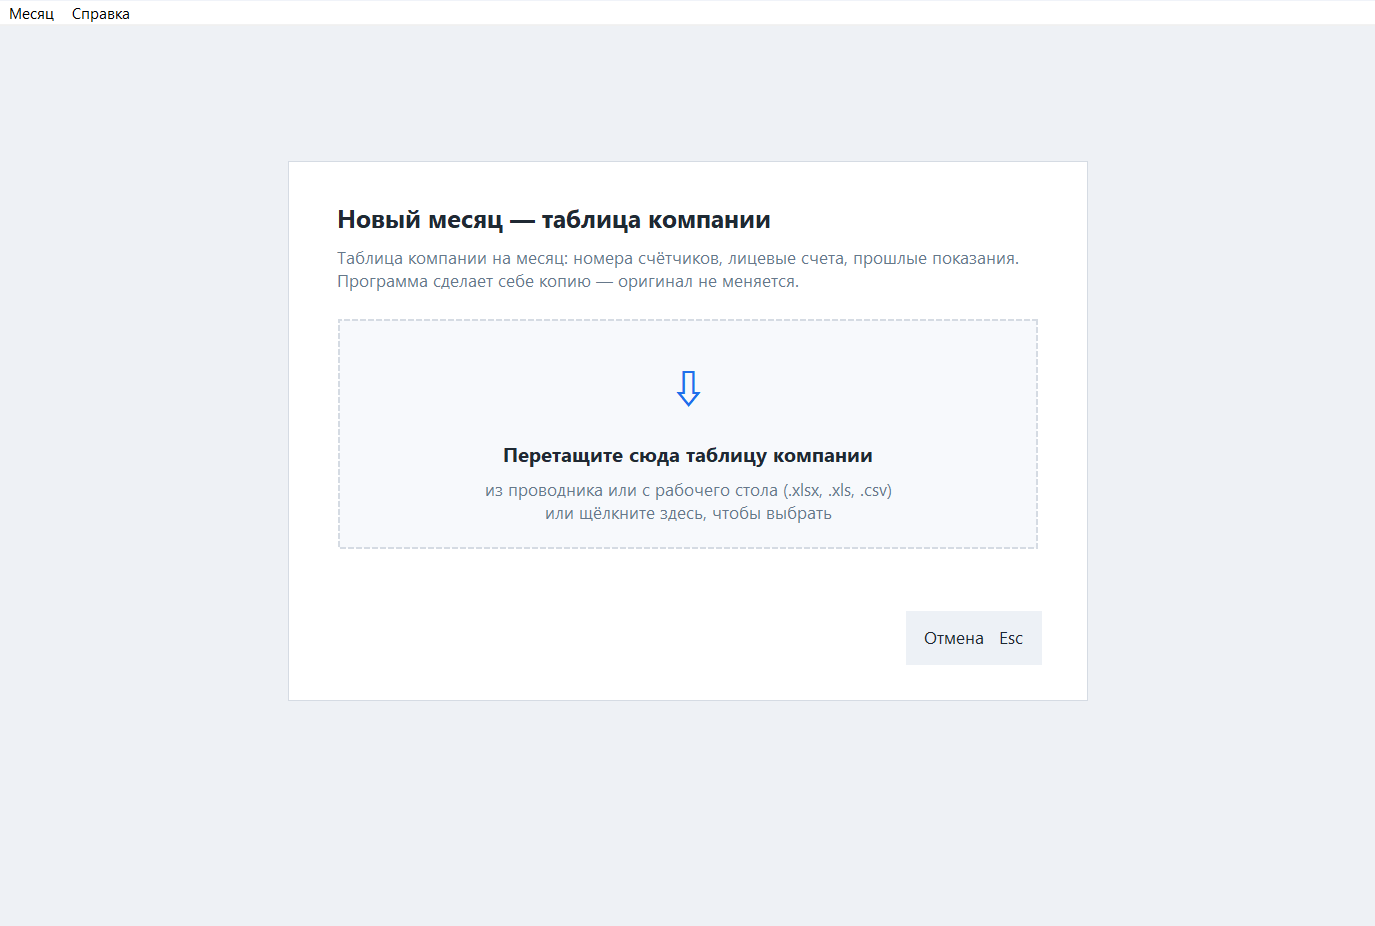 Месяц Справка
Новый месяц — таблица компании
Таблица компании на месяц: номера счётчиков, лицевые счета, прошлые показания.
Программа сделает себе копию — оригинал не меняется.
Перетащите сюда таблицу компании
из проводника или с рабочего стола (.xlsx, .xls, .csv)
или щёлкните здесь, чтобы выбрать
Отмена Esc